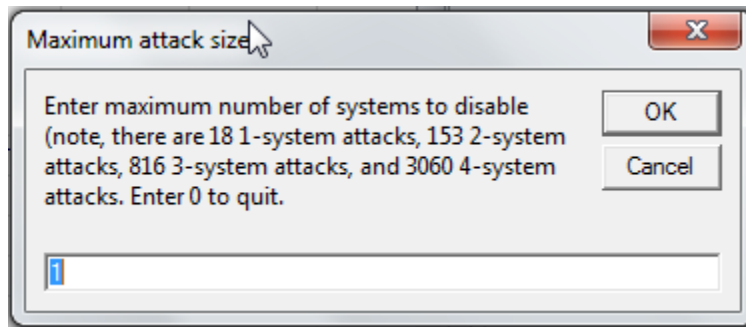 Maximum attack size
Enter maximum number of systems to disable
(note, there are 18 1-system attacks, 153 2-system
attacks, 816 3-system attacks, and 3060 4-system
attacks. Enter 0 to quit.
OK
Cancel
1